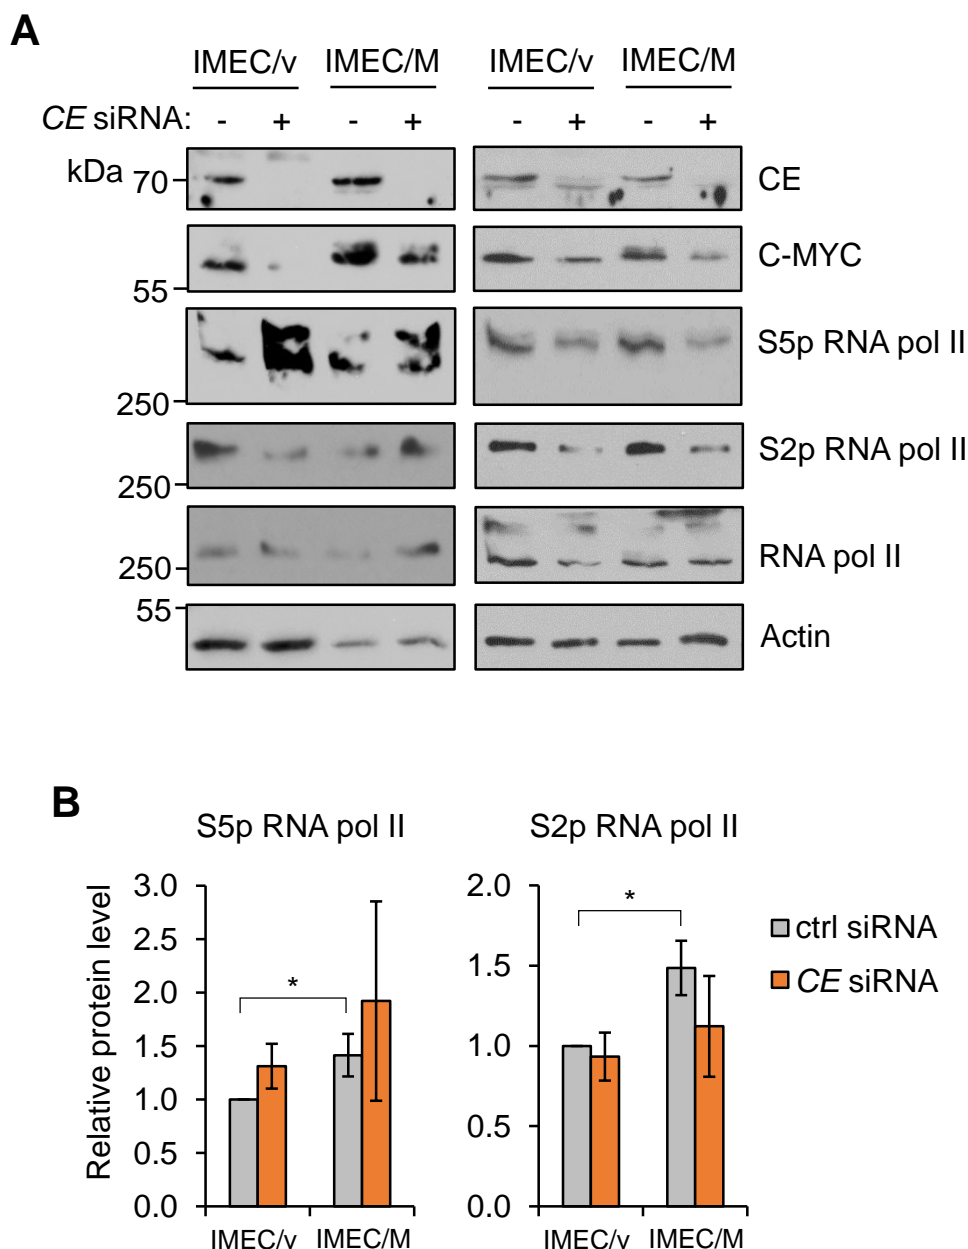 A
IMEC/v IMEC/M IMEC/v IMEC/M
CE siRNA: - + - + - + - +
kDa 70 CE
C-MYC
55
S5p RNA pol II
250
S2p RNA pol II
250
RNA pol II
250
55
Actin
B
S5p RNA pol II S2p RNA pol II
Relative protein level
3.0
2.5
2.0
1.5
1.0
0.5
0.0
*
IMEC/v IMEC/M
2.0
1.5
1.0
0.5
0.0
*
IMEC/v IMEC/M
ctrl siRNA
CE siRNA